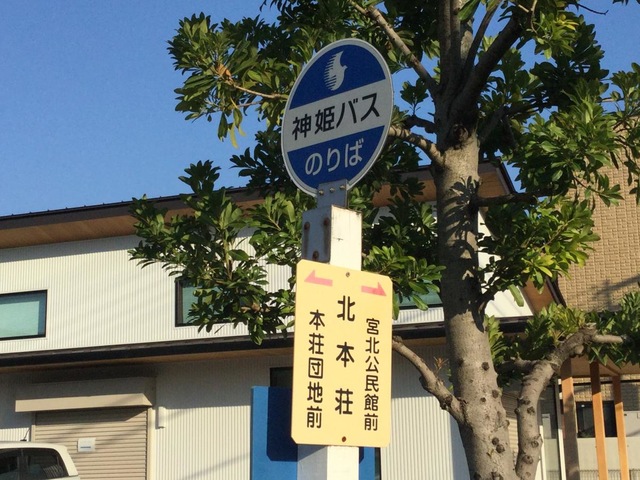 神姫バス
のりば
北本荘
宮北公民館前
本荘団地前